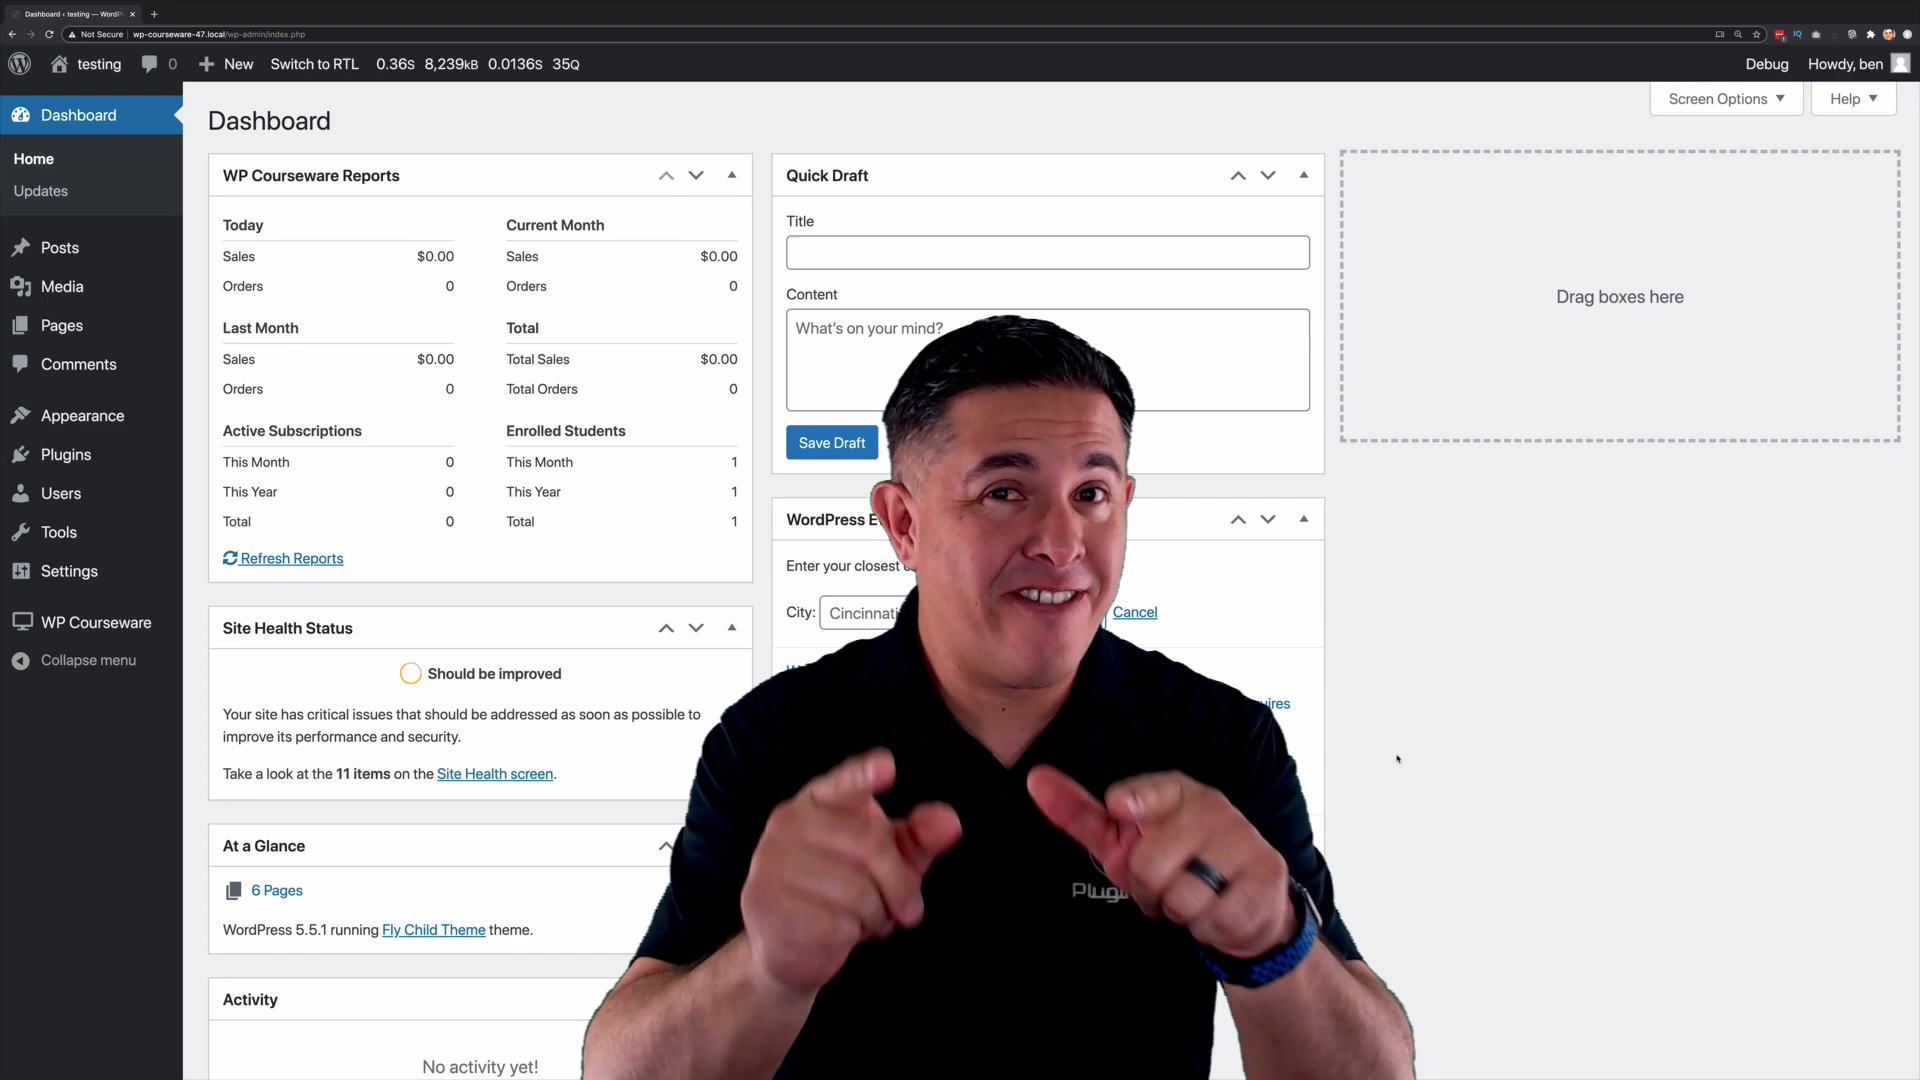 Dashboard ‹ testing — WordPr
Not Secure wp-courseware-47.local/wp-admin/index.php
testing 0 New Switch to RTL 0.36S 8,239KB 0.0136S 35Q Debug Howdy, ben
Screen Options Help
Dashboard
Home
Updates
Posts
Media
Pages
Comments
Appearance
Plugins
Users
Tools
Settings
WP Courseware
Collapse menu
Dashboard
WP Courseware Reports
Today
Sales $0.00
Orders 0
Current Month
Sales $0.00
Orders 0
Last Month
Sales $0.00
Orders 0
Total
Total Sales $0.00
Total Orders 0
Active Subscriptions
This Month 0
This Year 0
Total 0
Enrolled Students
This Month 1
This Year 1
Total 1
Refresh Reports
Site Health Status
Should be improved
Your site has critical issues that should be addressed as soon as possible to
improve its performance and security.
Take a look at the 11 items on the Site Health screen.
At a Glance
6 Pages
WordPress 5.5.1 running Fly Child Theme theme.
Activity
No activity yet!
Quick Draft
Title
Content
What's on your mind?
Save Draft
WordPress E
Enter your closest
City: Cincinnati Cancel
uires
Drag boxes here
Plugi